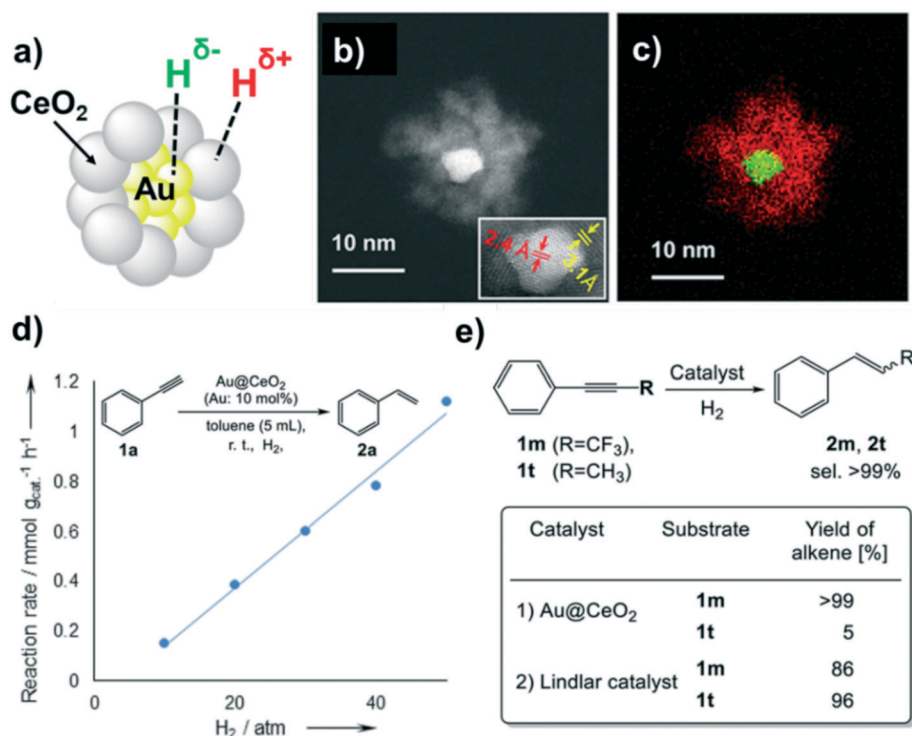 a)
H δ-
H δ+
CeO2
Au
b)
10 nm
2.4 Å
3.1Å
c)
10 nm
d)
Reaction rate / mmol gcat.-1 h-1
1.2
1
0.8
0.6
0.4
0.2
0
0
20
40
H2 / atm
1a
Au@CeO2
(Au: 10 mol%)
toluene (5 mL),
r. t., H2,
2a
e)
R
Catalyst
H2
R
1m (R=CF3),
1t (R=CH3)
2m, 2t
sel. >99%
Catalyst Substrate Yield of
alkene [%]
1) Au@CeO2 1m >99
1t 5
2) Lindlar catalyst 1m 86
1t 96